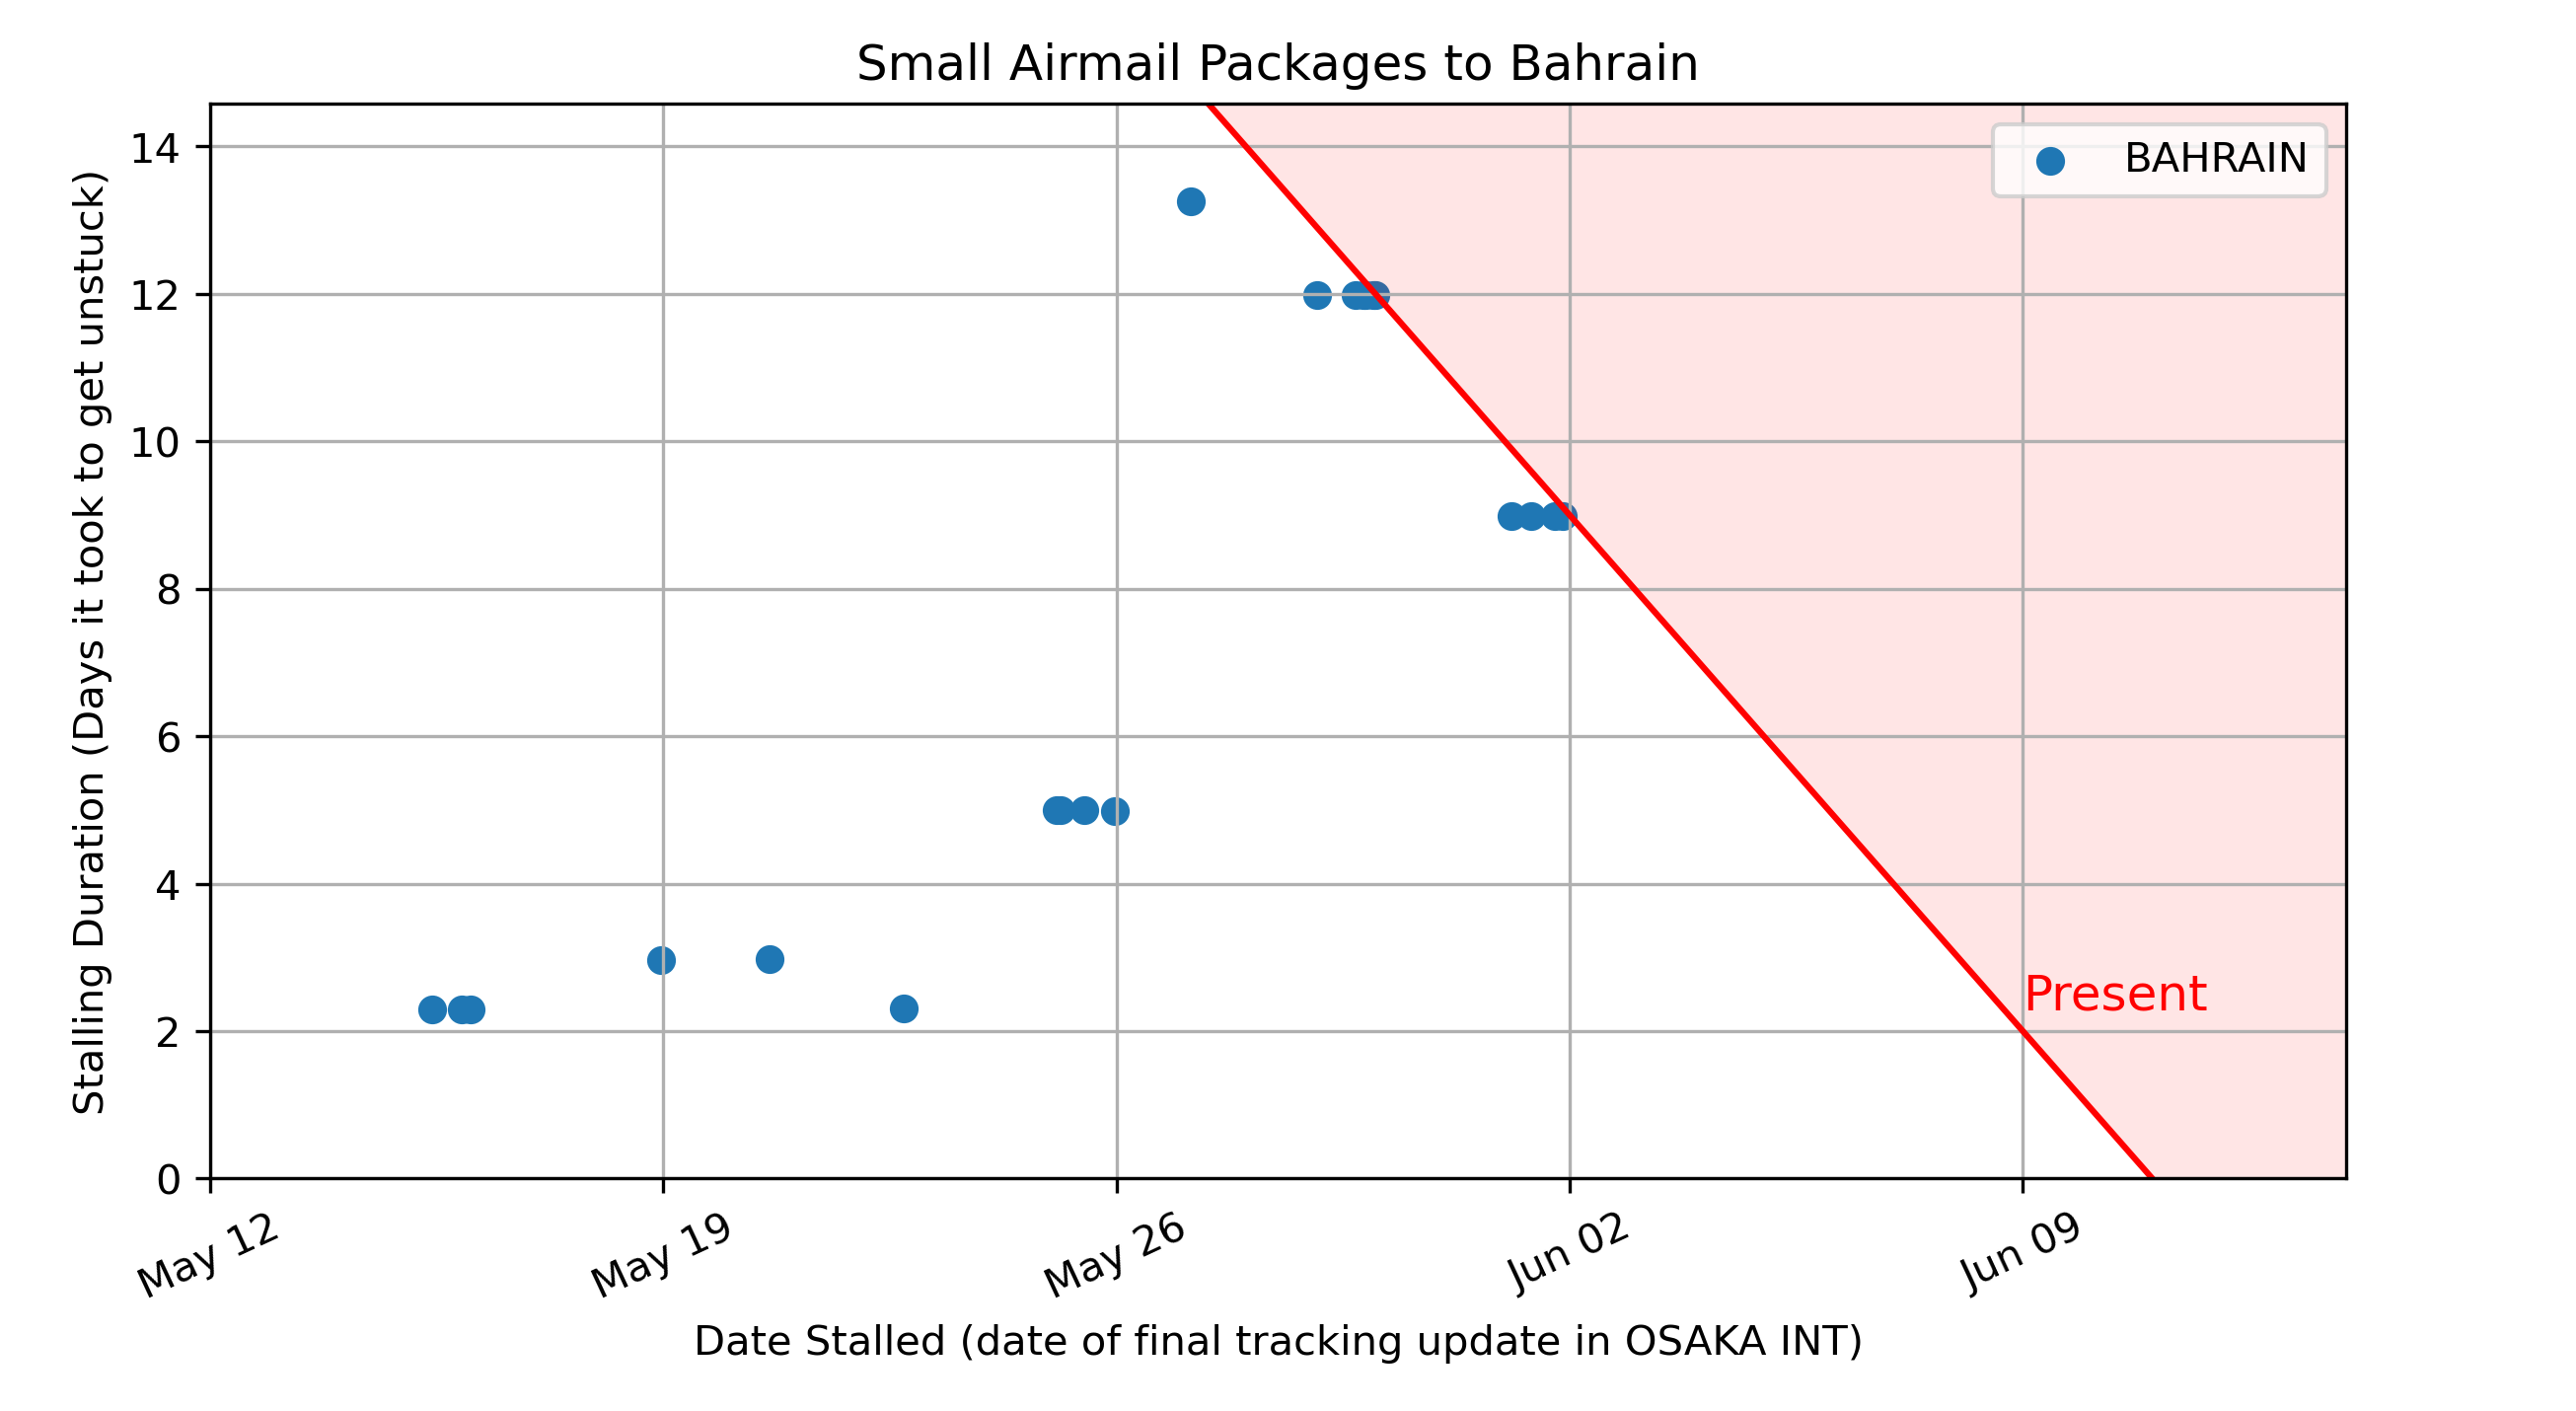 Small Airmail Packages to Bahrain
BAHRAIN
Stalling Duration (Days it took to get unstuck)
14
12
10
8
6
4
2
0
Present
May 12
May 19
May 26
Jun 02
Jun 09
Date Stalled (date of final tracking update in OSAKA INT)